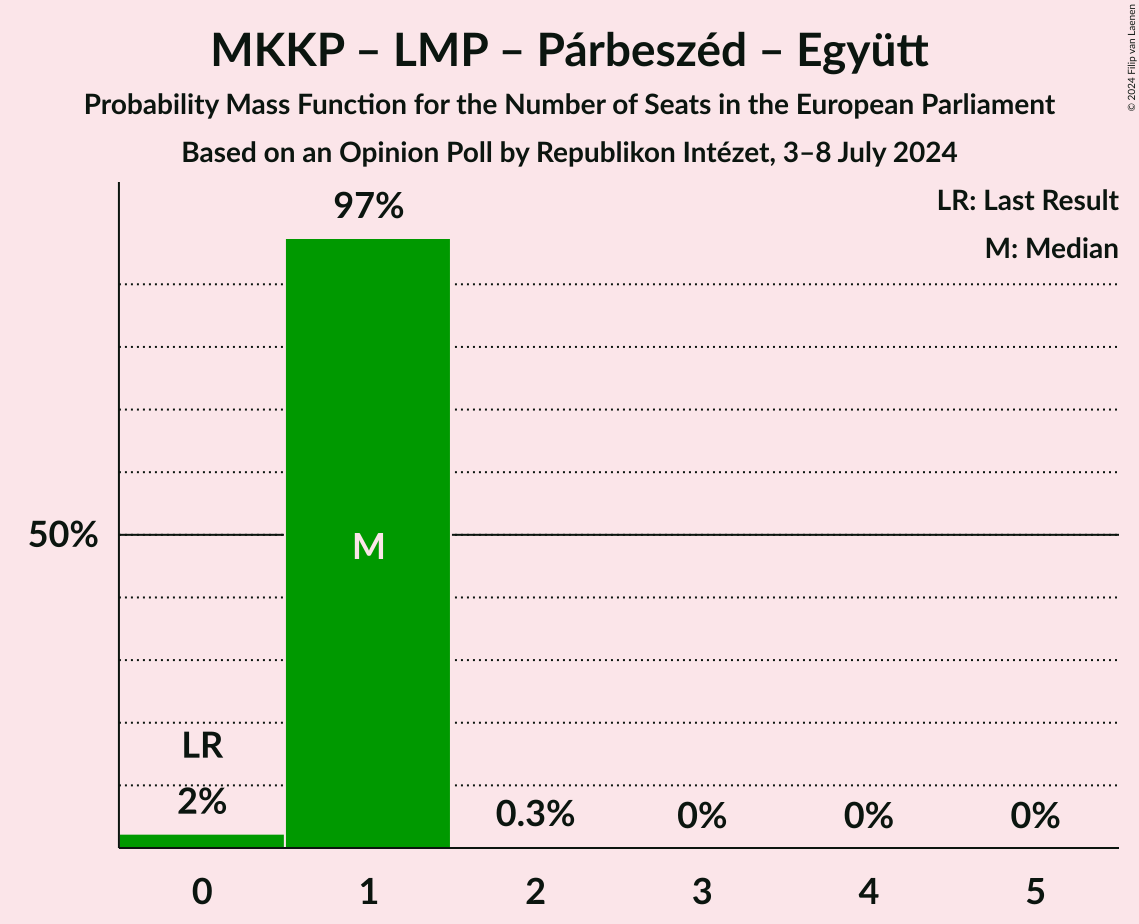 MKKP – LMP – Párbeszéd – Együtt
Probability Mass Function for the Number of Seats in the European Parliament
Based on an Opinion Poll by Republikon Intézet, 3–8 July 2024
© 2024 Filip van Laenen
LR: Last Result
M: Median
97%
50%
M
LR
2%
0.3%
0%
0%
0%
0
1
2
3
4
5